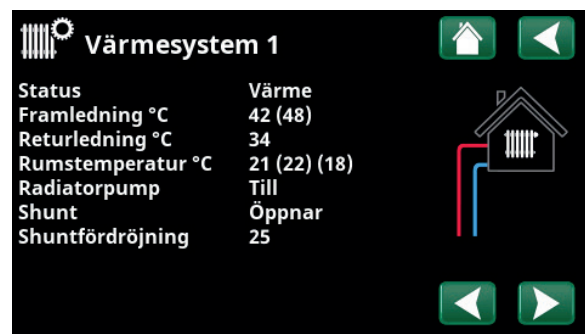 Värmesystem 1
Status Värme
Framledning °C 42 (48)
Returledning °C 34
Rumstemperatur °C 21 (22) (18)
Radiatorpump Till
Shunt Öppnar
Shuntfördröjning 25